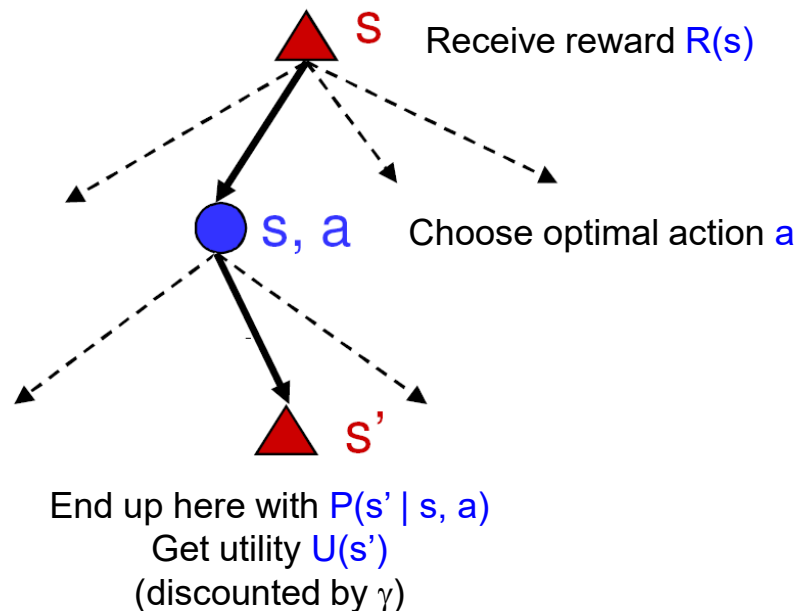 s
Receive reward R(s)
s, a
Choose optimal action a
s’
End up here with P(s’ | s, a)
Get utility U(s’)
(discounted by γ)